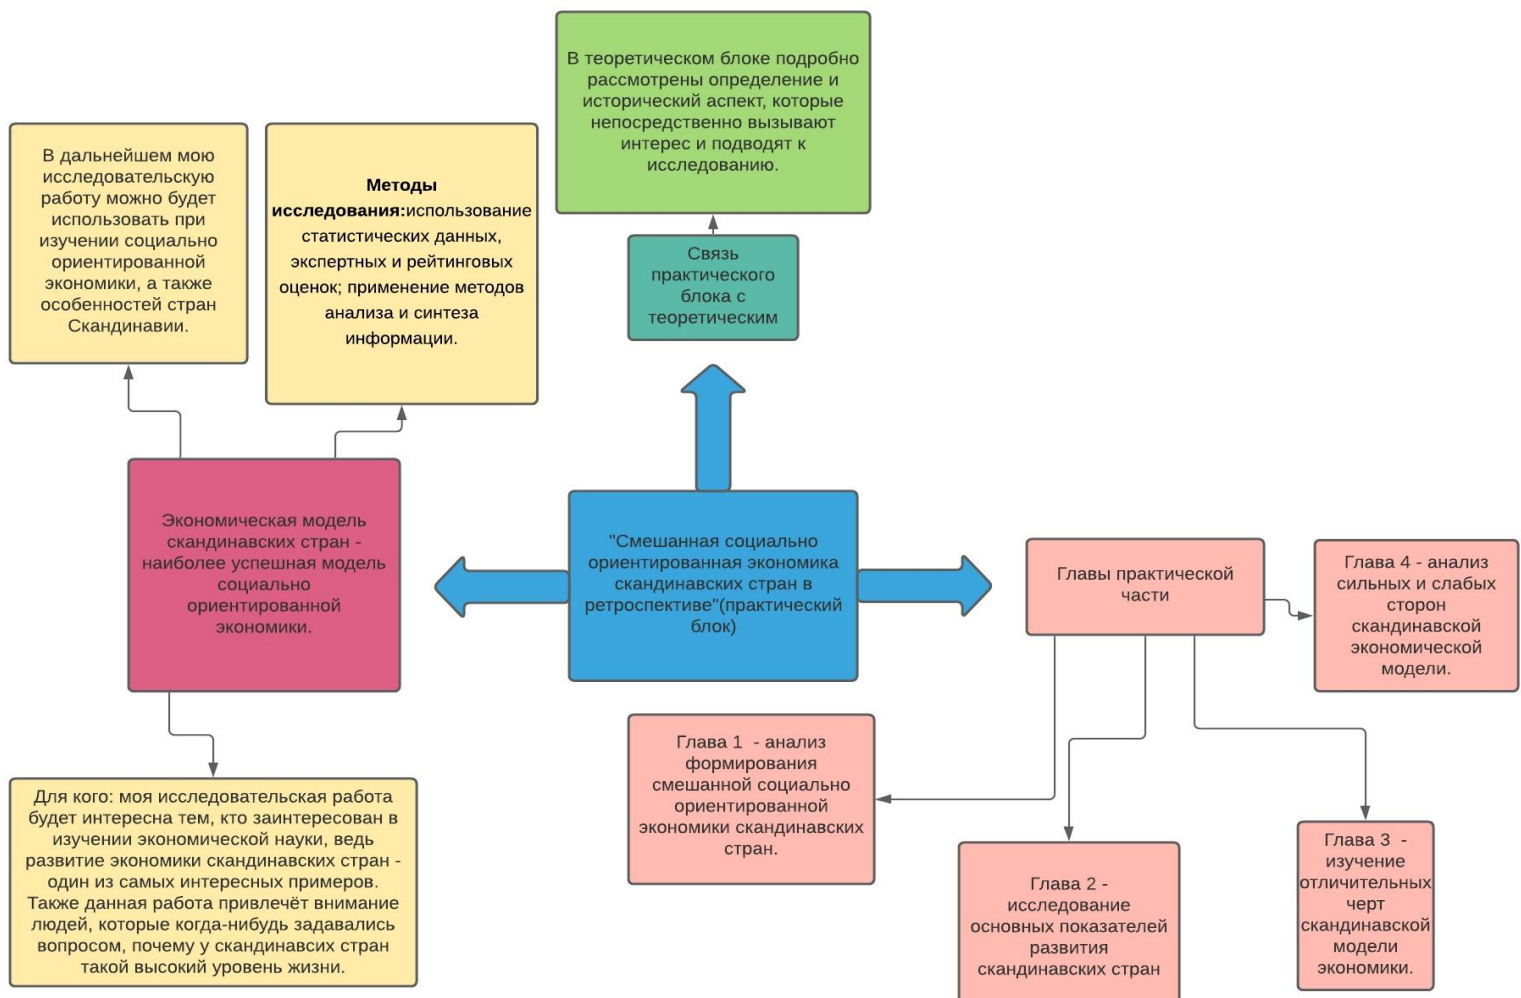 В теоретическом блоке подробно
рассмотрены определение и
исторический аспект, которые
непосредственно вызывают
интерес и подводят к
исследованию.
В дальнейшем мою
исследовательскую
работу можно будет
использовать при
изучении социально
ориентированной
экономики, а также
особенностей стран
Скандинавии.
Методы
исследования:использование
статистических данных,
экспертных и рейтинговых
оценок; применение методов
анализа и синтеза
информации.
Связь
практического
блока с
теоретическим
Экономическая модель
скандинавских стран -
наиболее успешная модель
социально
ориентированной
экономики.
"Смешанная социально
ориентированная экономика
скандинавских стран в
ретроспективе"(практический
блок)
Главы практической
части
Глава 4 - анализ
сильных и слабых
сторон
скандинавской
экономической
модели.
Глава 1  - анализ
формирования
смешанной социально
ориентированной
экономики скандинавских
стран.
Глава 2 -
исследование
основных показателей
развития
скандинавских стран
Глава 3  -
изучение
отличительных
черт
скандинавской
модели
экономики.
Для кого: моя исследовательская работа
будет интересна тем, кто заинтересован в
изучении экономической науки, ведь
развитие экономики скандинавских стран -
один из самых интересных примеров.
Также данная работа привлечёт внимание
людей, которые когда-нибудь задавались
вопросом, почему у скандинавсих стран
такой высокий уровень жизни.